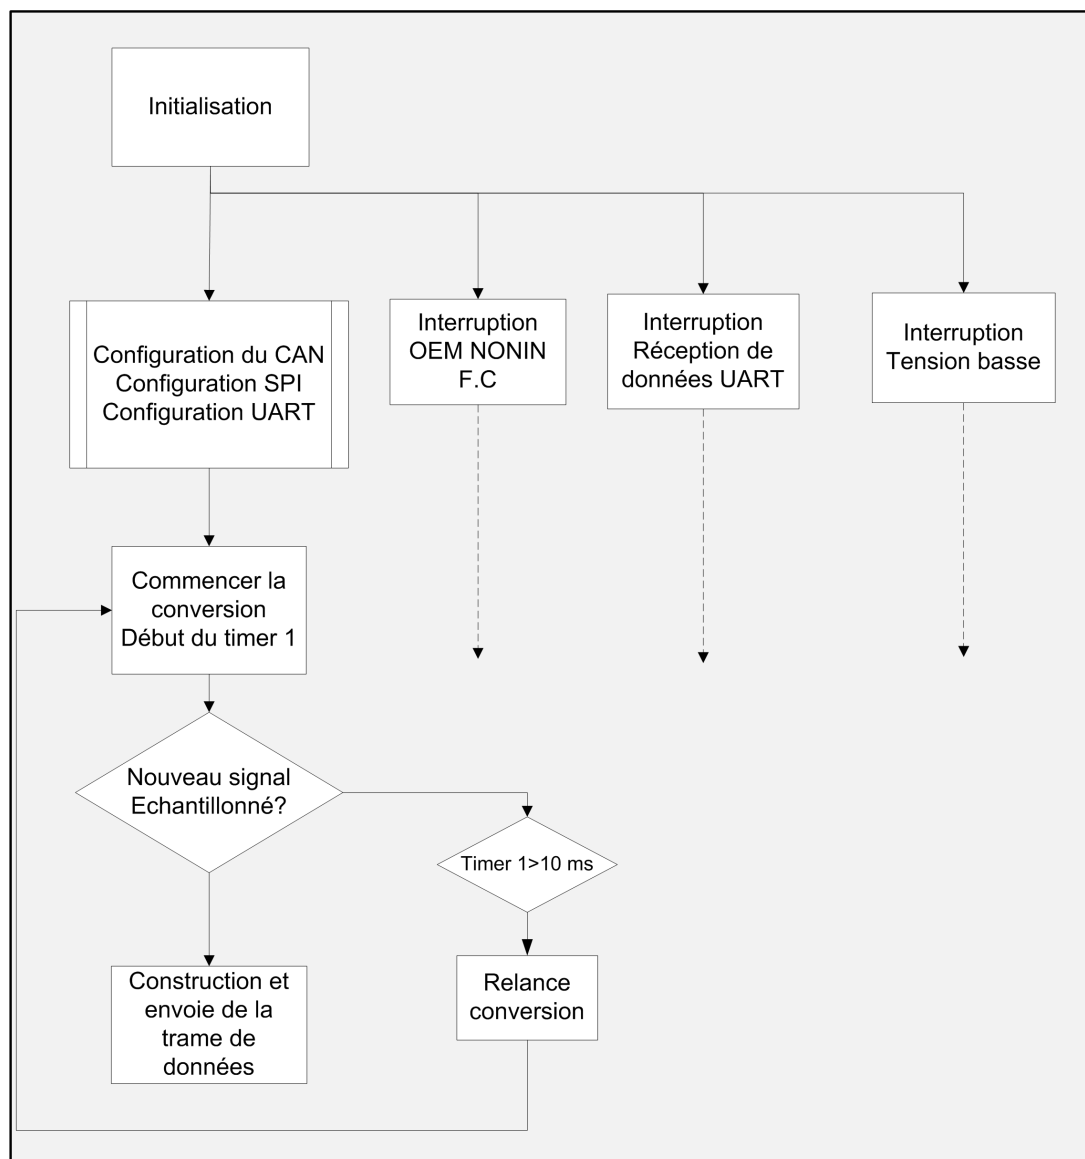 Initialisation
Configuration du CAN
Configuration SPI
Configuration UART
Interruption
OEM NONIN
F.C
Interruption
Réception de
données UART
Interruption
Tension basse
Commencer la
conversion
Début du timer 1
Nouveau signal
Echantillonné?
Timer 1>10 ms
Construction et
envoie de la
trame de
données
Relance
conversion